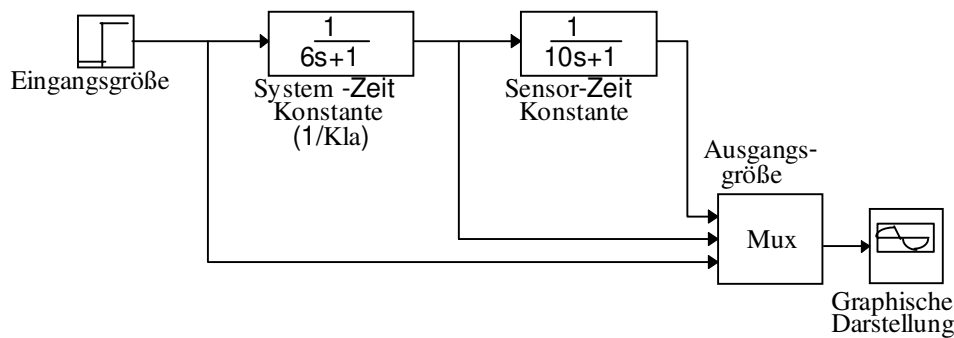 Eingangsgröße
1
6s+1
System -Zeit
Konstante
(1/Kla)
1
10s+1
Sensor-Zeit
Konstante
Ausgangs-
größe
Mux
Graphische
Darstellung